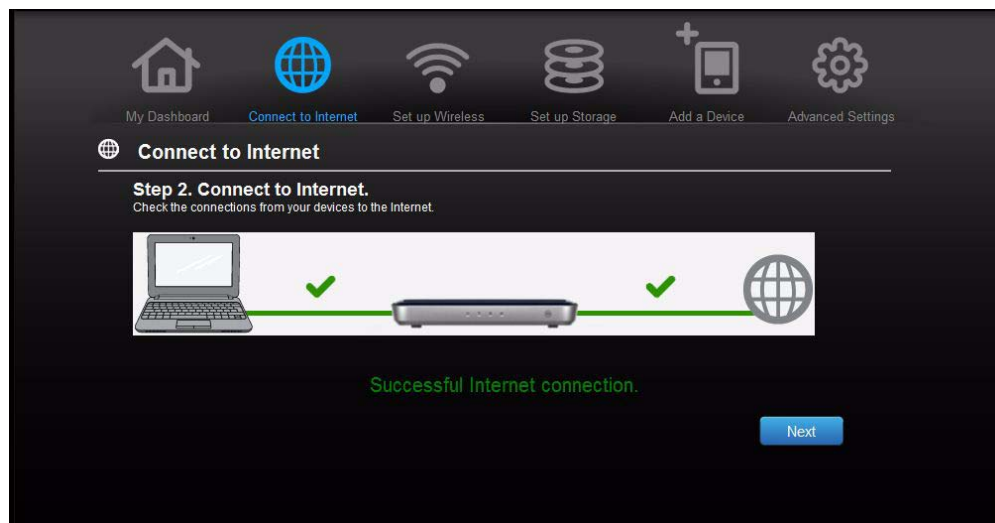 My Dashboard Connect to Internet Set up Wireless Set up Storage Add a Device Advanced Settings
Connect to Internet
Step 2. Connect to Internet.
Check the connections from your devices to the Internet.
Successful Internet connection.
Next